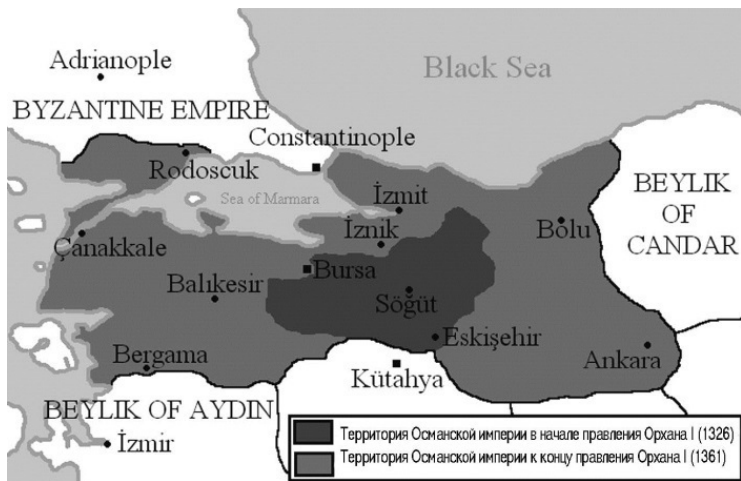 Adrianople
Black Sea
BYZANTINE EMPIRE
Constantinople
Rodoscuk
Sea of Marmara
İzmit
BEYLIK
OF
CANDAR
İznik
Bolu
Çanakkale
Bursa
Balıkesir
Söğüt
Eskişehir
Ankara
Bergama
Kütahya
BEYLIK OF AYDIN
İzmir
Территория Османской империи в начале правления Орхана I (1326)
Территория Османской империи к концу правления Орхана I (1361)